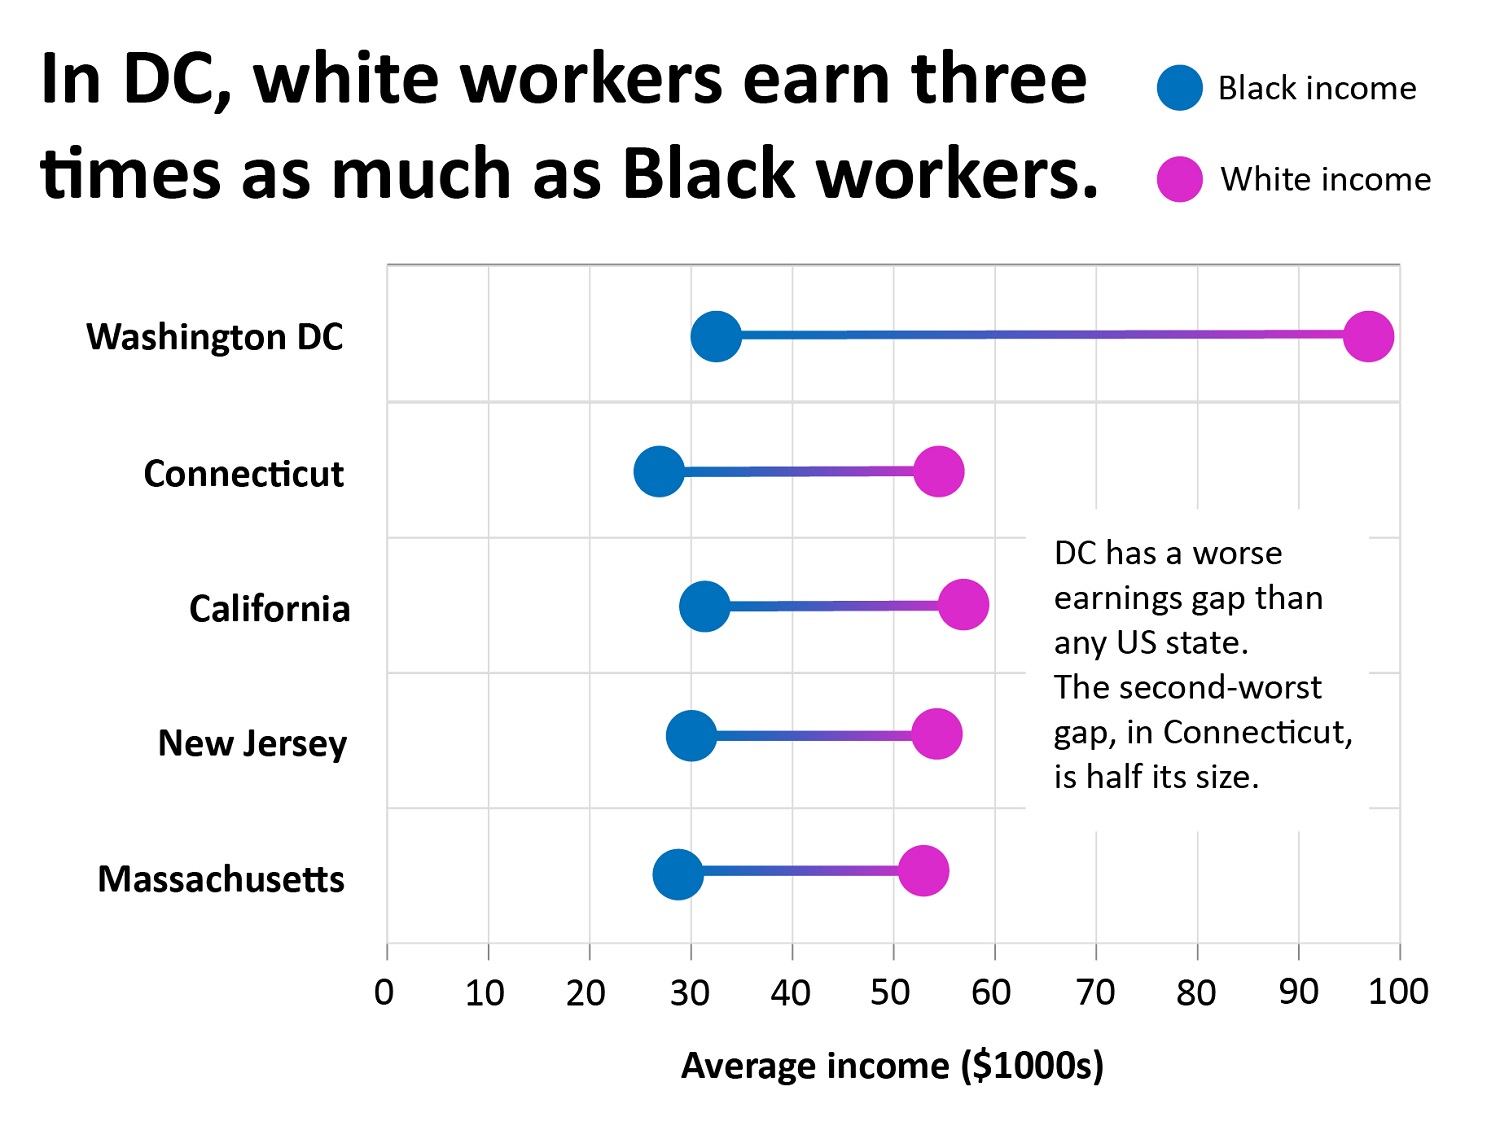 In DC, white workers earn three
times as much as Black workers.
Black income
White income
Washington DC
Connecticut
California
New Jersey
Massachusetts
DC has a worse
earnings gap than
any US state.
The second-worst
gap, in Connecticut,
is half its size.
0 10 20 30 40 50 60 70 80 90 100
Average income ($1000s)